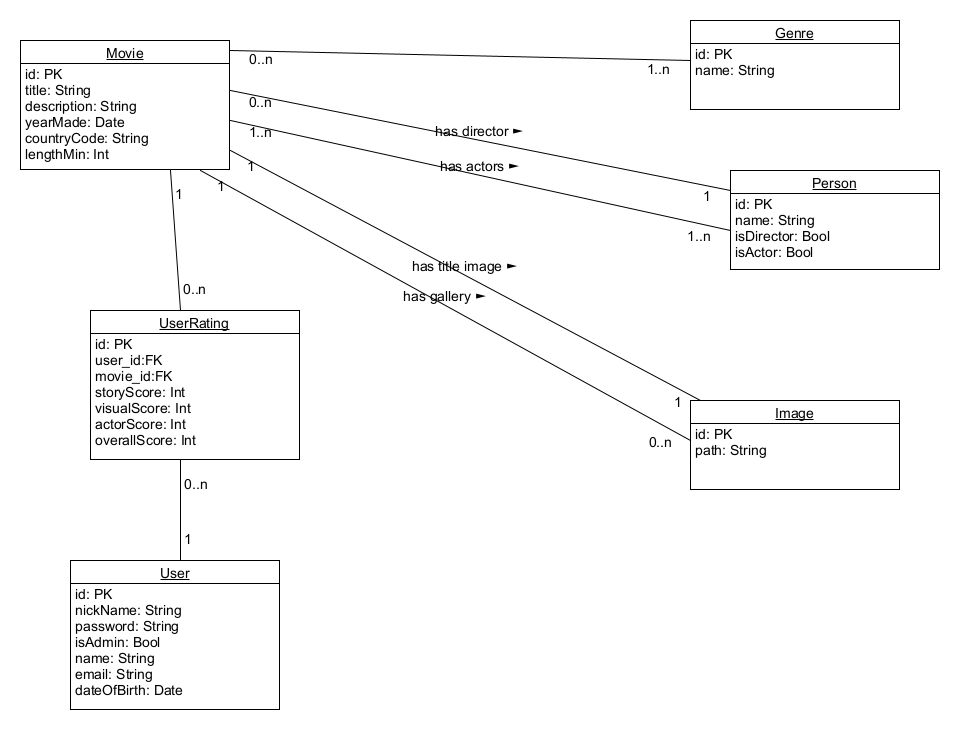 Movie
id: PK
title: String
description: String
yearMade: Date
countryCode: String
lengthMin: Int
Genre
id: PK
name: String
0..n
1..n
0..n
has director ►
1
1..n
has actors ►
1..n
Person
id: PK
name: String
isDirector: Bool
isActor: Bool
1
has title image ►
1
1
has gallery ►
0..n
Image
id: PK
path: String
1
0..n
UserRating
id: PK
user_id:FK
movie_id:FK
storyScore: Int
visualScore: Int
actorScore: Int
overallScore: Int
0..n
1
User
id: PK
nickName: String
password: String
isAdmin: Bool
name: String
email: String
dateOfBirth: Date